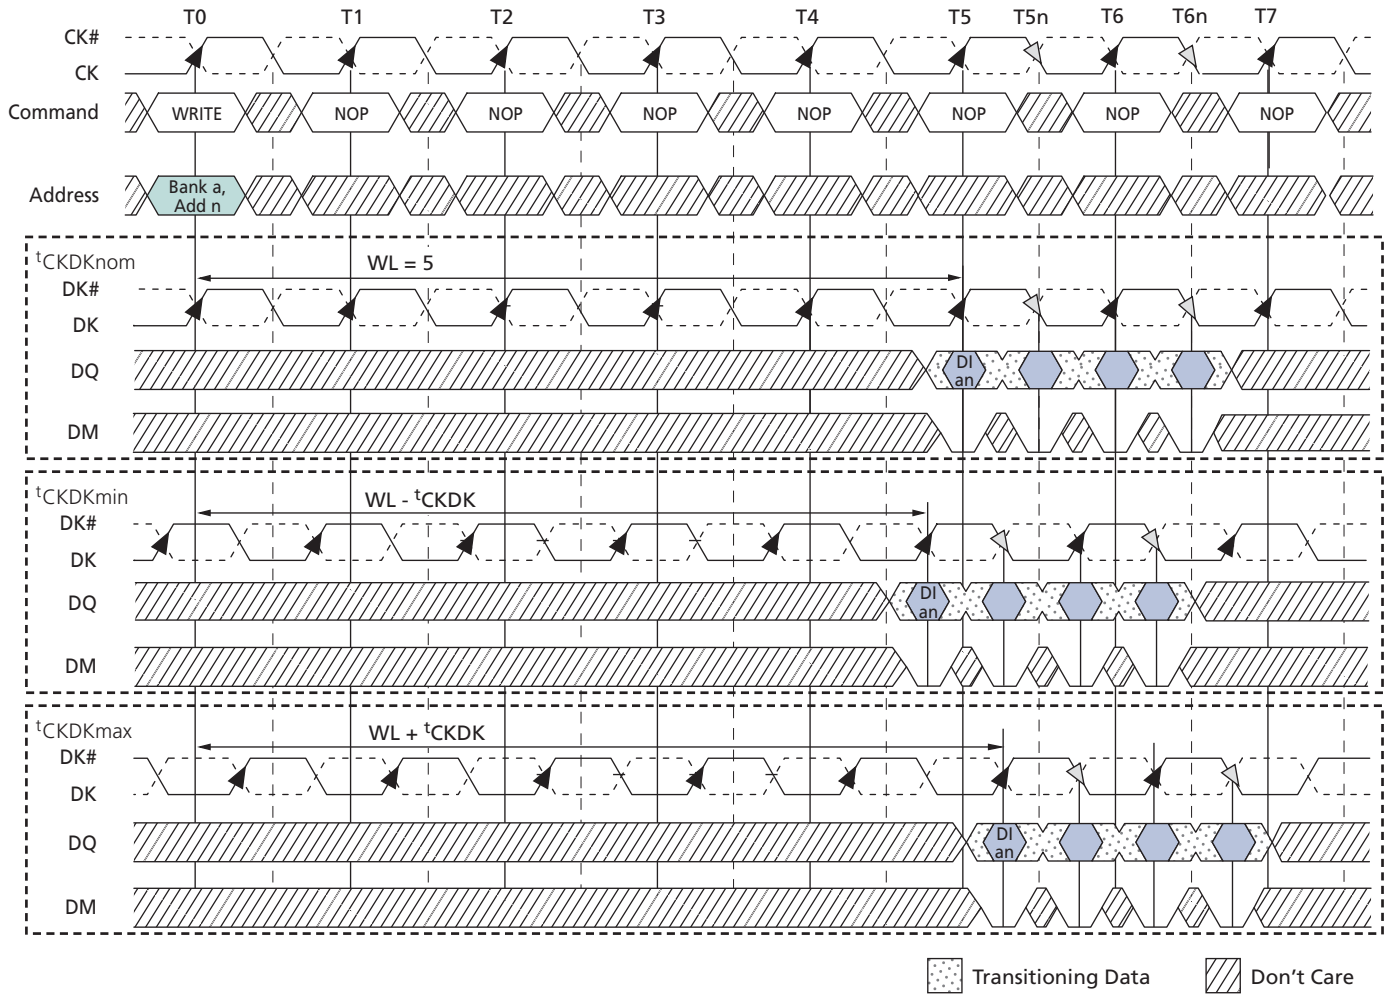 T0 T1 T2 T3 T4 T5 T5n T6 T6n T7
CK#
CK
Command WRITE NOP NOP NOP NOP NOP NOP NOP
Address Bank a,
Add n
tCKDKnom
WL = 5
DK#
DK
DQ DI
an
DM
tCKDKmin
WL - tCKDK
DK#
DK
DQ DI
an
DM
tCKDKmax
WL + tCKDK
DK#
DK
DQ DI
an
DM
Transitioning Data Don't Care